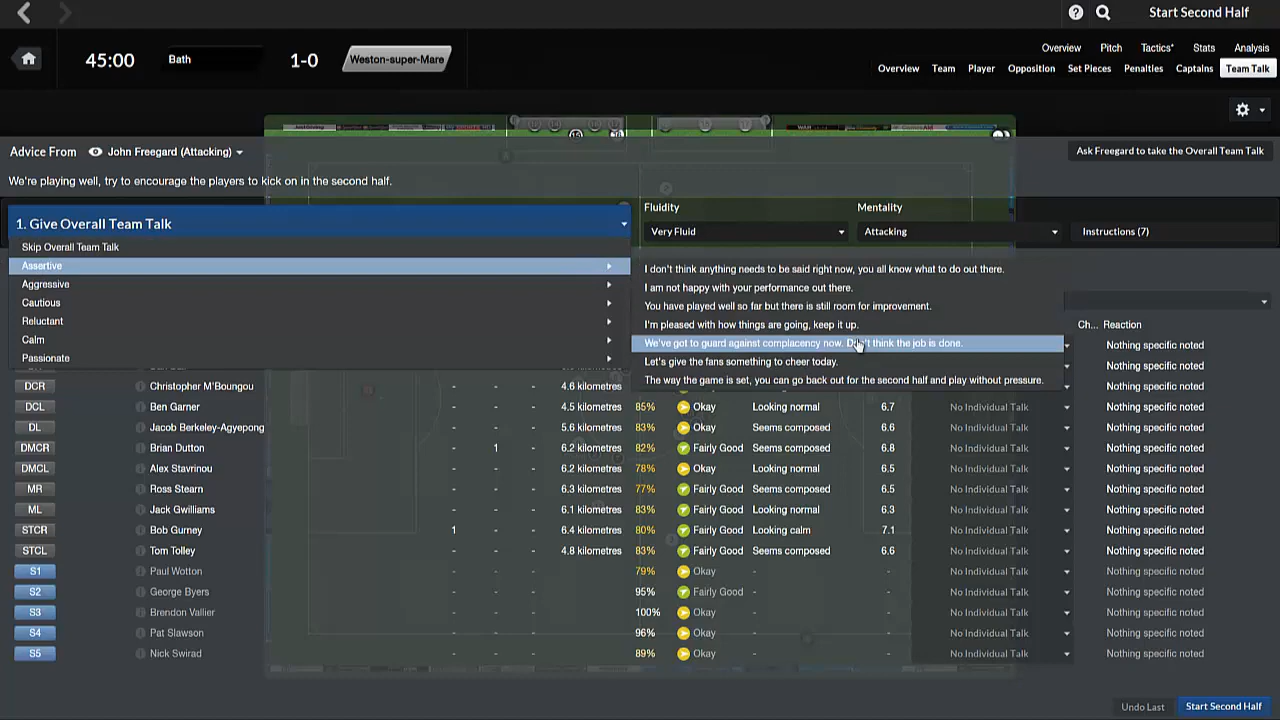 Start Second Half
45:00 Bath 1-0 Weston-super-Mare
Overview Pitch Tactics* Stats Analysis
Overview Team Player Opposition Set Pieces Penalties Captains Team Talk
Advice From John Freegard (Attacking)
Ask Freegard to take the Overall Team Talk
We're playing well, try to encourage the players to kick on in the second half.
Fluidity Mentality
1. Give Overall Team Talk
Very Fluid Attacking Instructions (7)
Skip Overall Team Talk
Assertive
Aggressive
Cautious
Reluctant
Calm
Passionate
I don't think anything needs to be said right now, you all know what to do out there.
I am not happy with your performance out there.
You have played well so far but there is still room for improvement.
I'm pleased with how things are going, keep it up.
We've got to guard against complacency now. Don't think the job is done.
Let's give the fans something to cheer today.
The way the game is set, you can go back out for the second half and play without pressure.
Ch... Reaction
Nothing specific noted
Nothing specific noted
DCR Christopher M'Boungou - - - 4.6 kilometres Nothing specific noted
DCL Ben Garner - - - 4.5 kilometres 85% Okay Looking normal 6.7 No Individual Talk Nothing specific noted
DL Jacob Berkeley-Agyepong - - - 5.6 kilometres 83% Okay Seems composed 6.6 No Individual Talk Nothing specific noted
DMCR Brian Dutton - 1 - 6.2 kilometres 82% Fairly Good Seems composed 6.8 No Individual Talk Nothing specific noted
DMCL Alex Stavrinou - - - 6.2 kilometres 78% Okay Looking normal 6.5 No Individual Talk Nothing specific noted
MR Ross Stearn - - - 6.3 kilometres 77% Fairly Good Seems composed 6.5 No Individual Talk Nothing specific noted
ML Jack Gwilliams - - - 6.1 kilometres 83% Fairly Good Looking normal 6.3 No Individual Talk Nothing specific noted
STCR Bob Gurney 1 - - 6.4 kilometres 80% Fairly Good Looking calm 7.1 No Individual Talk Nothing specific noted
STCL Tom Tolley - - - 4.8 kilometres 83% Fairly Good Seems composed 6.6 No Individual Talk Nothing specific noted
S1 Paul Wotton 79% Okay - - No Individual Talk Nothing specific noted
S2 George Byers 95% Fairly Good - - No Individual Talk Nothing specific noted
S3 Brendon Vallier 100% Okay - - No Individual Talk Nothing specific noted
S4 Pat Slawson 96% Okay - - No Individual Talk Nothing specific noted
S5 Nick Swirad 89% Okay - - No Individual Talk Nothing specific noted
Undo Last Start Second Half